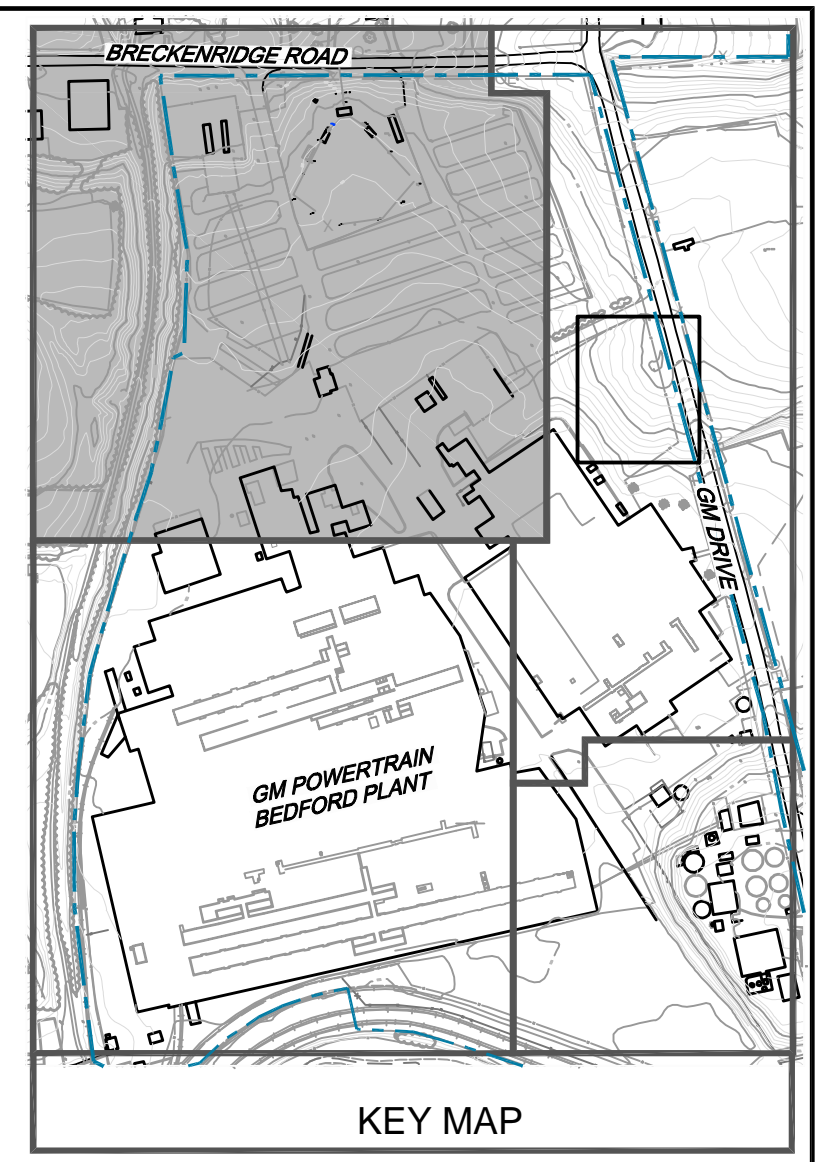 BRECKENRIDGE ROAD
GM DRIVE
GM POWERTRAIN
BEDFORD PLANT
KEY MAP